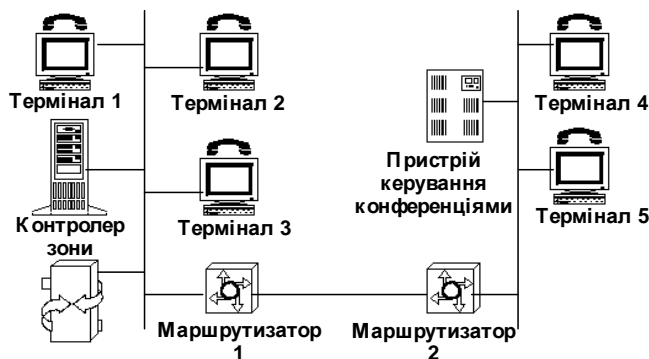 Термінал 1
Термінал 2
Термінал 4
Пристрій
керування
конференціями
Контролер
зони
Термінал 3
Термінал 5
Маршрутизатор
1
Маршрутизатор
2